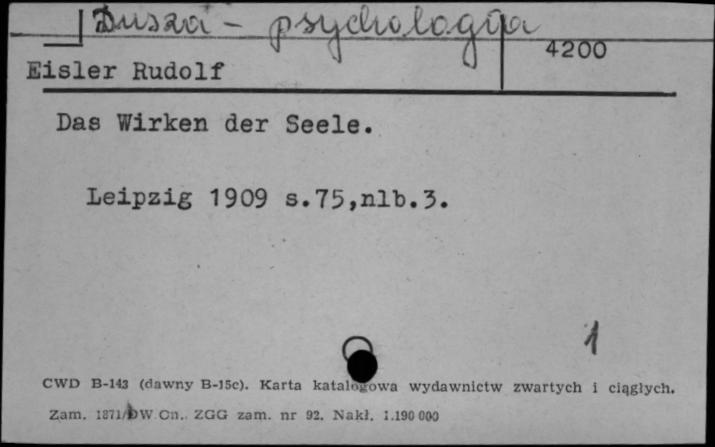 Dusza - psychologija
4200
Eisler Rudolf
Das Wirken der Seele.
Leipzig 1909 s.75,nlb.3.
1
CWD B-143 (dawny B-15c). Karta katalogowa wydawnictw zwartych i ciągłych.
Zam. 1871/DW Cn.. ZGG zam. nr 92. Nakł. 1.190 000